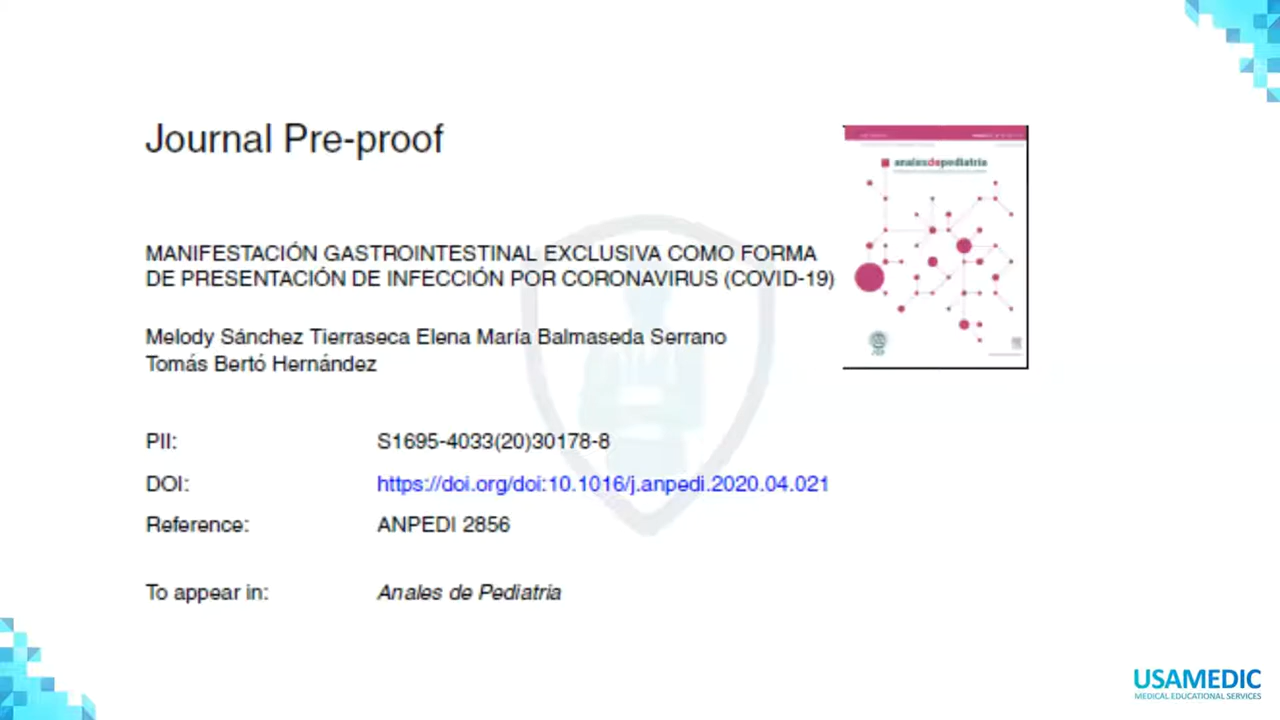 Journal Pre-proof
analesdepediatría
MANIFESTACIÓN GASTROINTESTINAL EXCLUSIVA COMO FORMA
DE PRESENTACIÓN DE INFECCIÓN POR CORONAVIRUS (COVID-19)
Melody Sánchez Tierraseca Elena María Balmaseda Serrano
Tomás Bertó Hernández
PII: S1695-4033(20)30178-8
DOI: https://doi.org/doi:10.1016/j.anpedi.2020.04.021
Reference: ANPEDI 2856
To appear in: Anales de Pediatria
USAMEDIC
MEDICAL EDUCATIONAL SERVICES